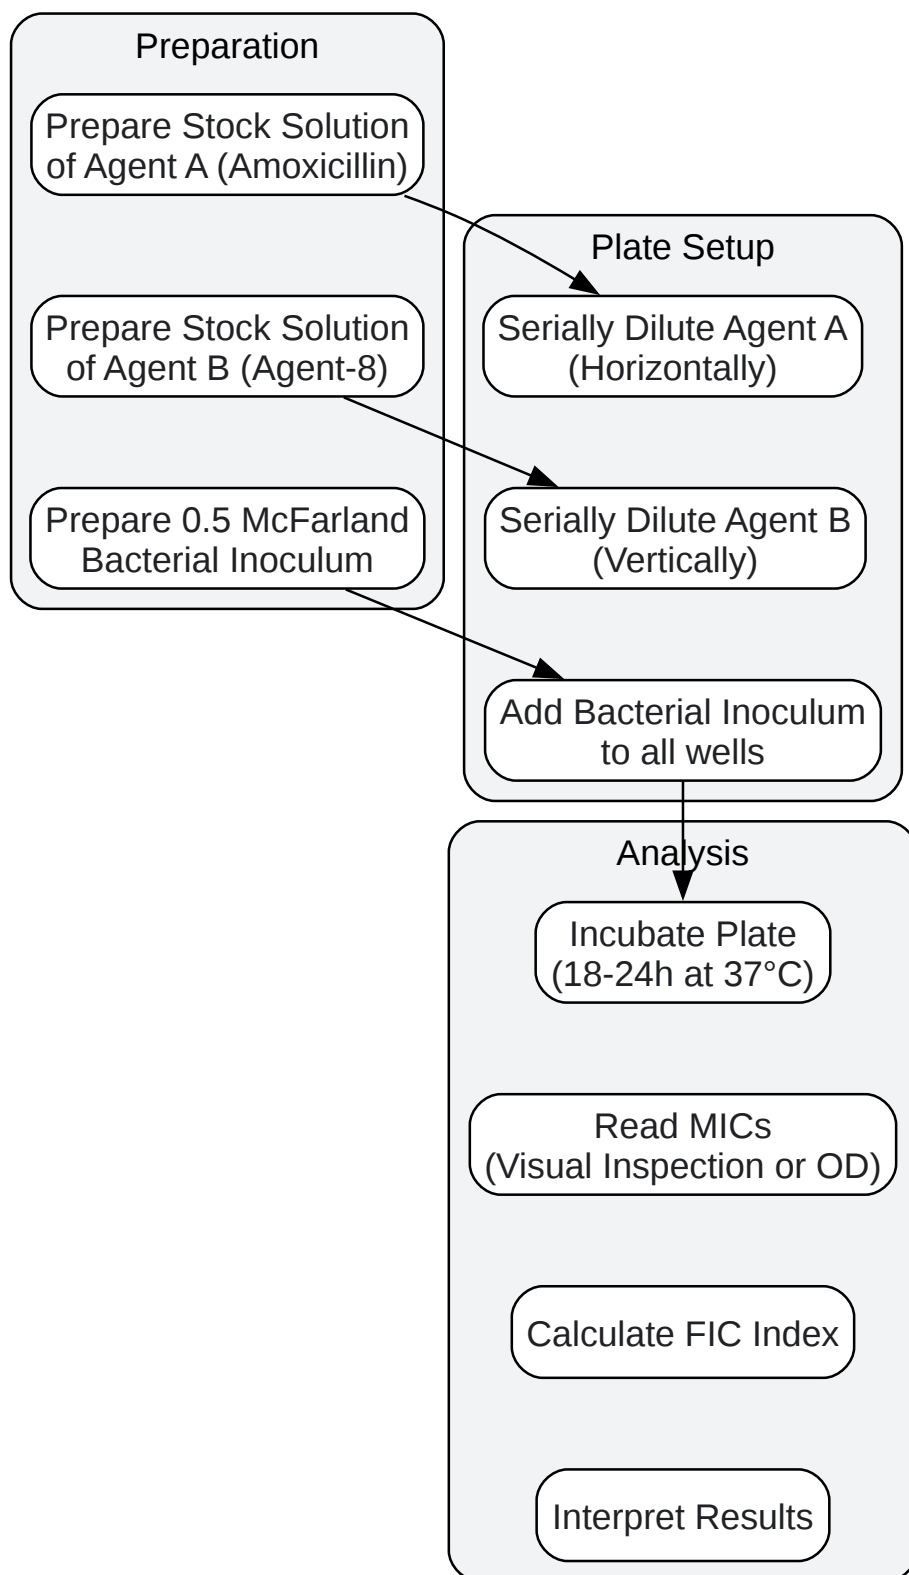 Preparation
Prepare Stock Solution
of Agent A (Amoxicillin)
Prepare Stock Solution
of Agent B (Agent-8)
Prepare 0.5 McFarland
Bacterial Inoculum
Plate Setup
Serially Dilute Agent A
(Horizontally)
Serially Dilute Agent B
(Vertically)
Add Bacterial Inoculum
to all wells
Analysis
Incubate Plate
(18-24h at 37°C)
Read MICs
(Visual Inspection or OD)
Calculate FIC Index
Interpret Results